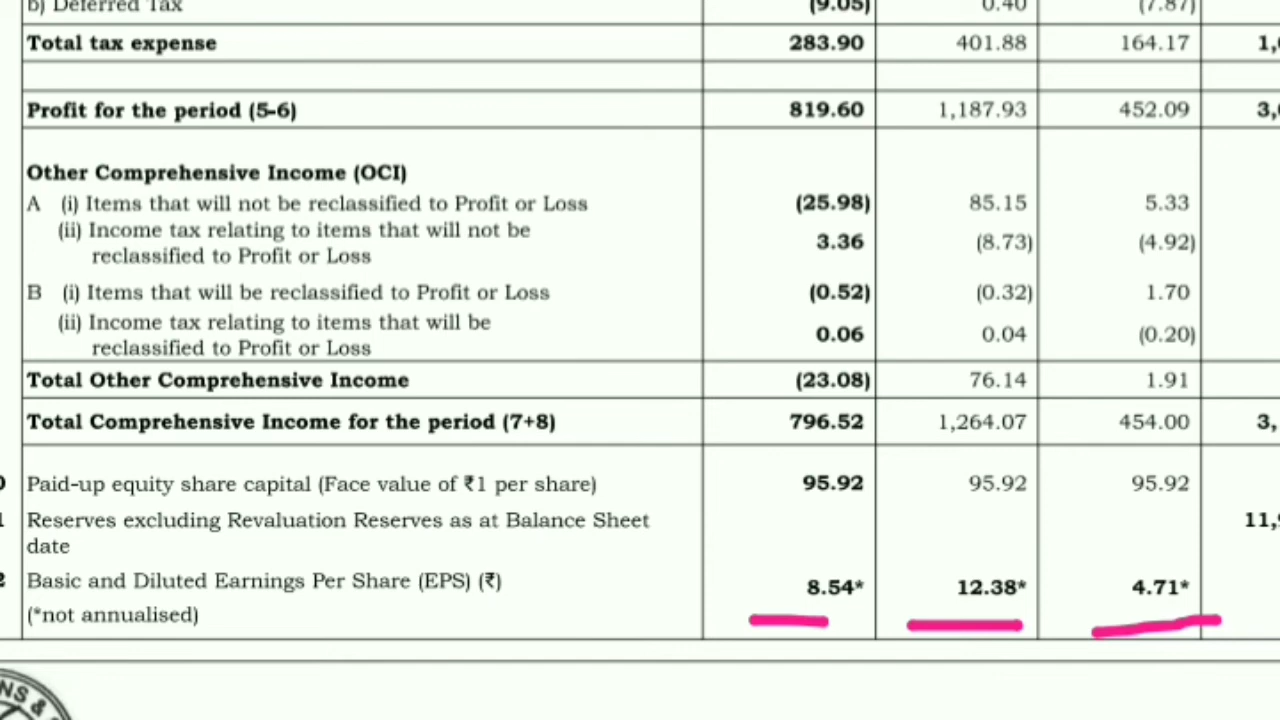 b) Deferred Tax (9.05) 0.40 (7.87)
Total tax expense 283.90 401.88 164.17 1,
Profit for the period (5-6) 819.60 1,187.93 452.09 3,
Other Comprehensive Income (OCI)
A (i) Items that will not be reclassified to Profit or Loss (25.98) 85.15 5.33
(ii) Income tax relating to items that will not be
reclassified to Profit or Loss 3.36 (8.73) (4.92)
B (i) Items that will be reclassified to Profit or Loss (0.52) (0.32) 1.70
(ii) Income tax relating to items that will be
reclassified to Profit or Loss 0.06 0.04 (0.20)
Total Other Comprehensive Income (23.08) 76.14 1.91
Total Comprehensive Income for the period (7+8) 796.52 1,264.07 454.00 3,
Paid-up equity share capital (Face value of ₹1 per share) 95.92 95.92 95.92
Reserves excluding Revaluation Reserves as at Balance Sheet 11,
date
2 Basic and Diluted Earnings Per Share (EPS) (₹) 8.54* 12.38* 4.71*
(*not annualised)
NS &